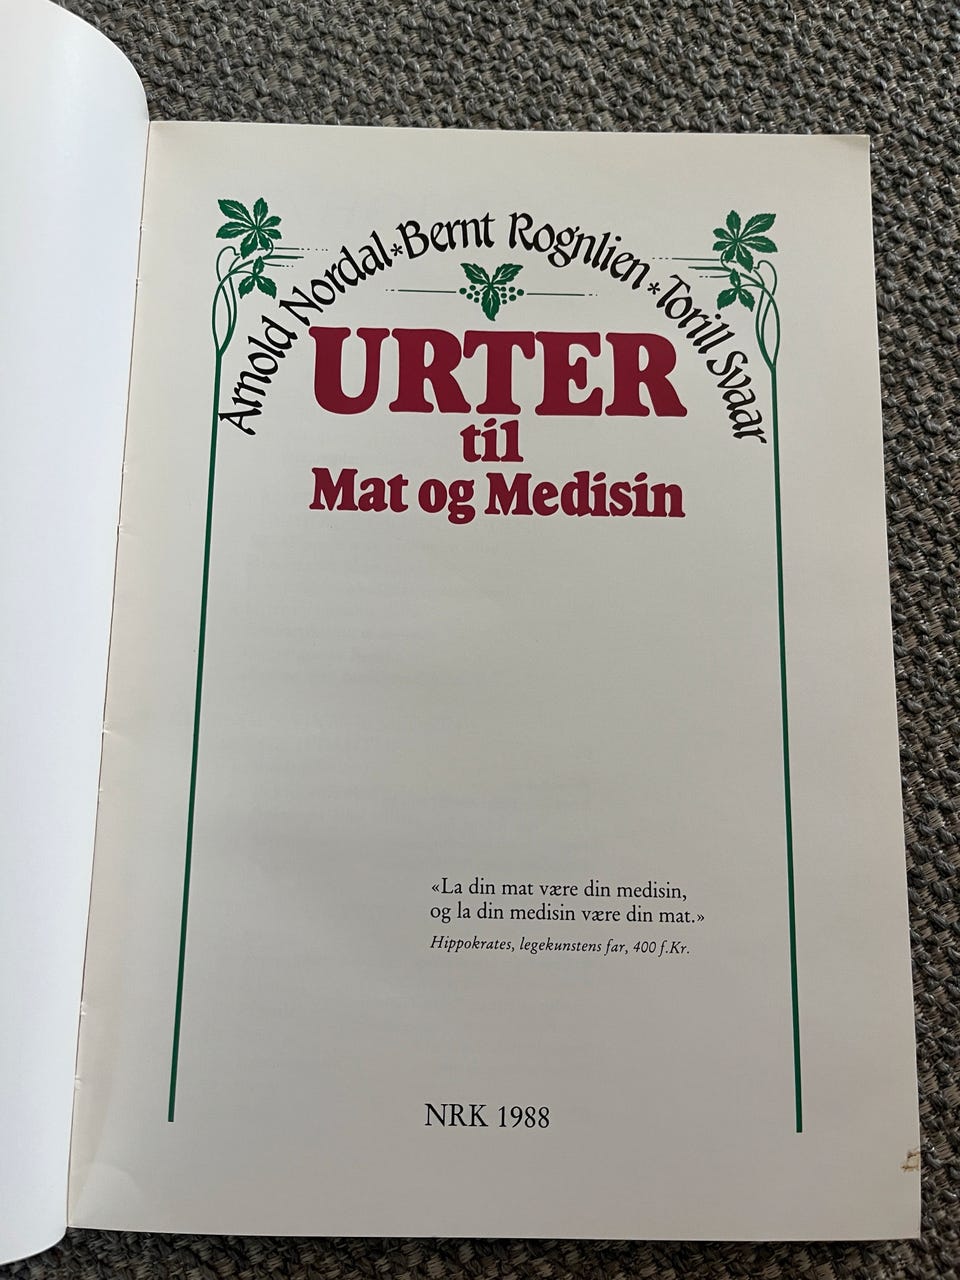 Arnold Nordal*Bernt Rognlien*Torill Svaar
URTER
til
Mat og Medisin
«La din mat være din medisin,
og la din medisin være din mat.»
Hippokrates, legekunstens far, 400 f.Kr.
NRK 1988